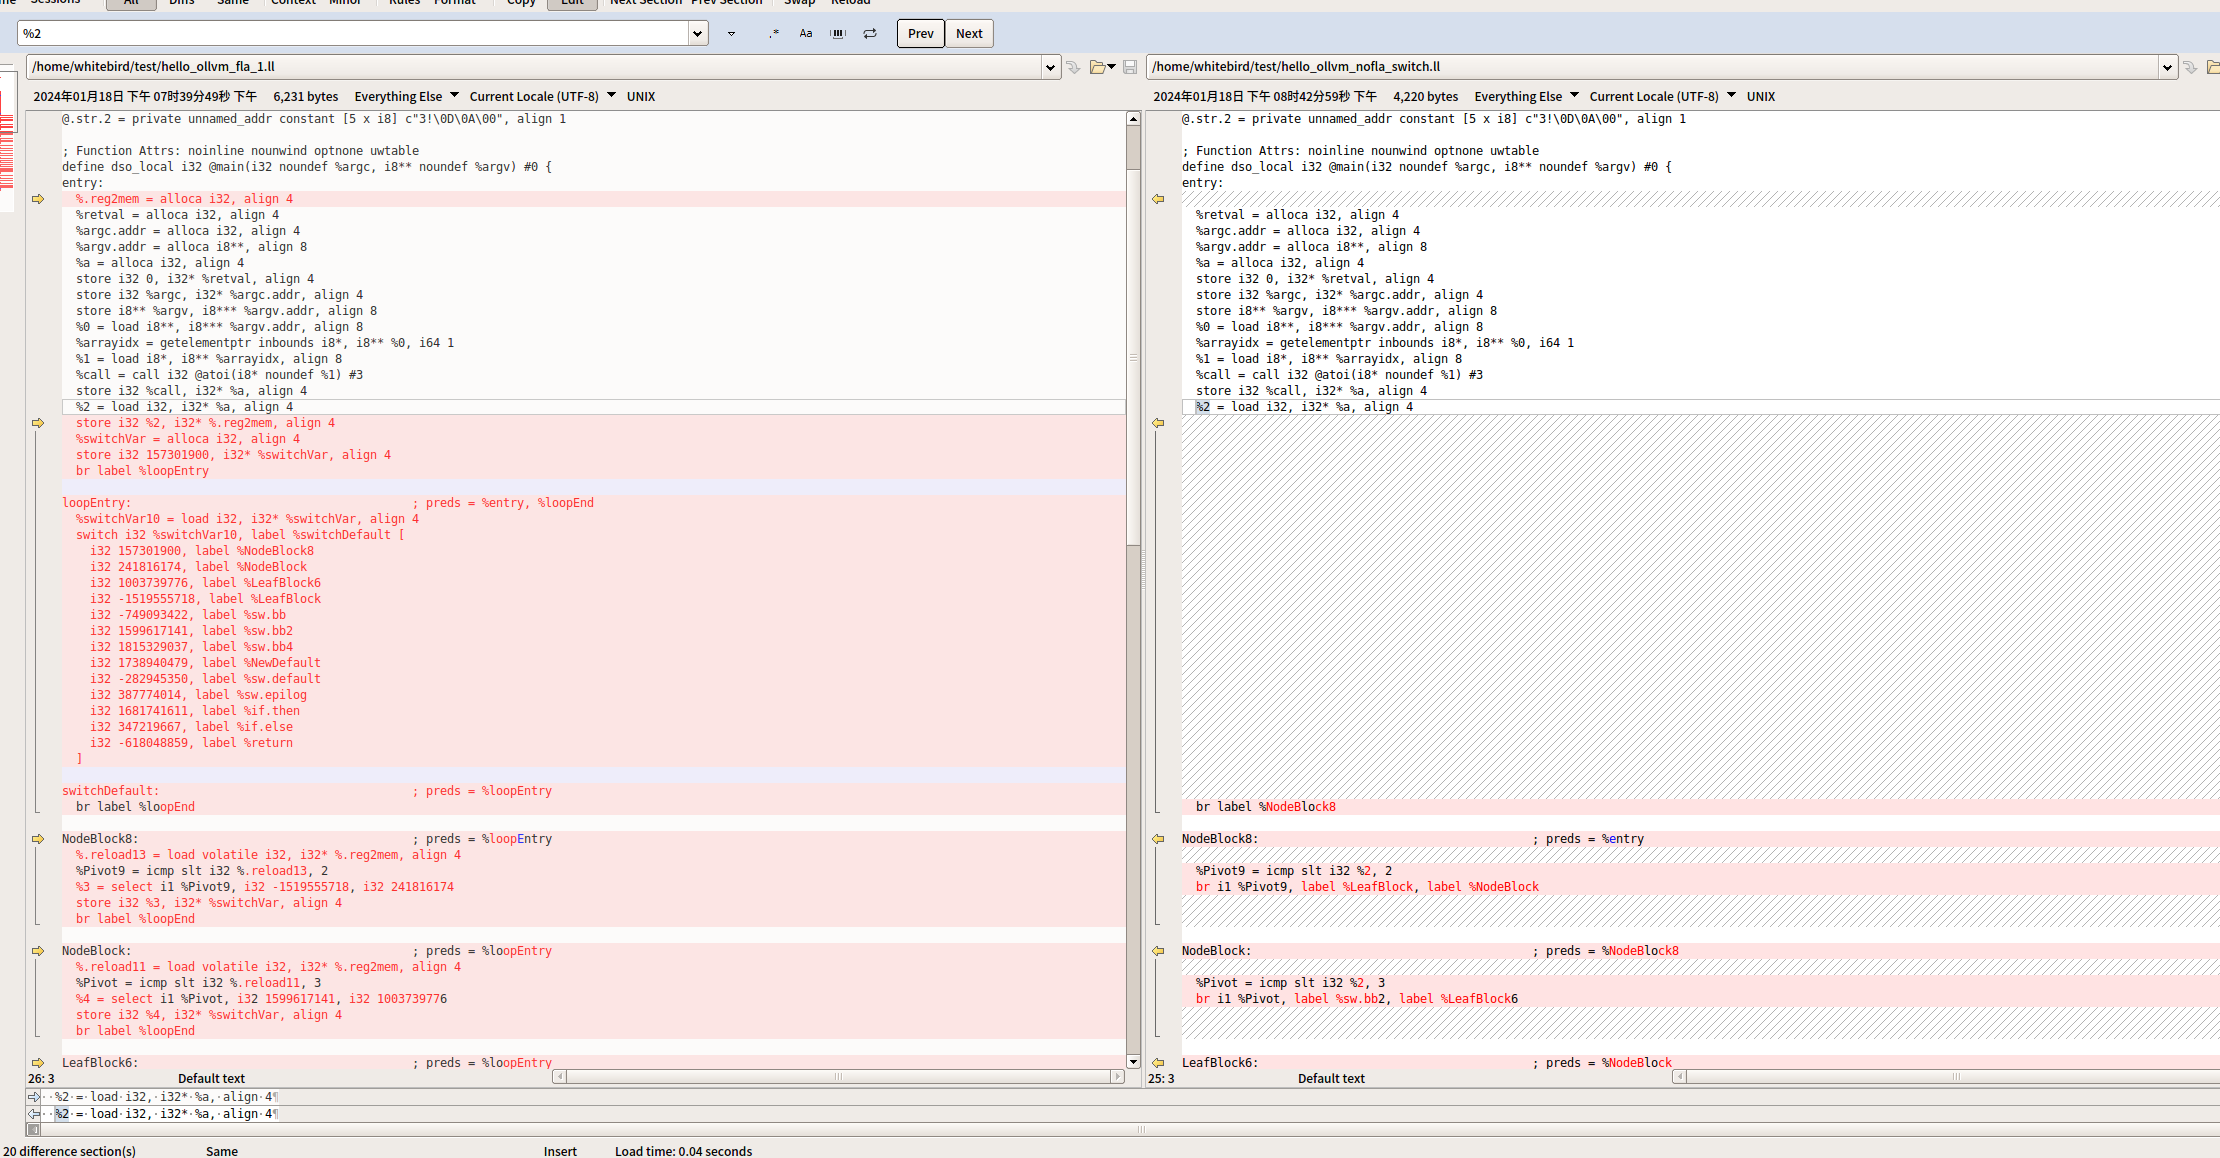 me Sessions All Diffs Same Context Minor Rules Format Copy Edit Next Section Prev Section Swap Reload
%2 .* Aa Prev Next
/home/whitebird/test/hello_ollvm_fla_1.ll
2024年01月18日 下午 07时39分49秒 下午 6,231 bytes Everything Else Current Locale (UTF-8) UNIX
@.str.2 = private unnamed_addr constant [5 x i8] c"3!\0D\0A\00", align 1
; Function Attrs: noinline nounwind optnone uwtable
define dso_local i32 @main(i32 noundef %argc, i8** noundef %argv) #0 {
entry:
%.reg2mem = alloca i32, align 4
%retval = alloca i32, align 4
%argc.addr = alloca i32, align 4
%argv.addr = alloca i8**, align 8
%a = alloca i32, align 4
store i32 0, i32* %retval, align 4
store i32 %argc, i32* %argc.addr, align 4
store i8** %argv, i8*** %argv.addr, align 8
%0 = load i8**, i8*** %argv.addr, align 8
%arrayidx = getelementptr inbounds i8*, i8** %0, i64 1
%1 = load i8*, i8** %arrayidx, align 8
%call = call i32 @atoi(i8* noundef %1) #3
store i32 %call, i32* %a, align 4
%2 = load i32, i32* %a, align 4
store i32 %2, i32* %.reg2mem, align 4
%switchVar = alloca i32, align 4
store i32 157301900, i32* %switchVar, align 4
br label %loopEntry
loopEntry: ; preds = %entry, %loopEnd
%switchVar10 = load i32, i32* %switchVar, align 4
switch i32 %switchVar10, label %switchDefault [
i32 157301900, label %NodeBlock8
i32 241816174, label %NodeBlock
i32 1003739776, label %LeafBlock6
i32 -1519555718, label %LeafBlock
i32 -749093422, label %sw.bb
i32 1599617141, label %sw.bb2
i32 1815329037, label %sw.bb4
i32 1738940479, label %NewDefault
i32 -282945350, label %sw.default
i32 387774014, label %sw.epilog
i32 1681741611, label %if.then
i32 347219667, label %if.else
i32 -618048859, label %return
]
switchDefault: ; preds = %loopEntry
br label %loopEnd
NodeBlock8: ; preds = %loopEntry
%.reload13 = load volatile i32, i32* %.reg2mem, align 4
%Pivot9 = icmp slt i32 %.reload13, 2
%3 = select i1 %Pivot9, i32 -1519555718, i32 241816174
store i32 %3, i32* %switchVar, align 4
br label %loopEnd
NodeBlock: ; preds = %loopEntry
%.reload11 = load volatile i32, i32* %.reg2mem, align 4
%Pivot = icmp slt i32 %.reload11, 3
%4 = select i1 %Pivot, i32 1599617141, i32 1003739776
store i32 %4, i32* %switchVar, align 4
br label %loopEnd
LeafBlock6: ; preds = %loopEntry
26: 3 Default text
/home/whitebird/test/hello_ollvm_nofla_switch.ll
2024年01月18日 下午 08时42分59秒 下午 4,220 bytes Everything Else Current Locale (UTF-8) UNIX
@.str.2 = private unnamed_addr constant [5 x i8] c"3!\0D\0A\00", align 1
; Function Attrs: noinline nounwind optnone uwtable
define dso_local i32 @main(i32 noundef %argc, i8** noundef %argv) #0 {
entry:
%retval = alloca i32, align 4
%argc.addr = alloca i32, align 4
%argv.addr = alloca i8**, align 8
%a = alloca i32, align 4
store i32 0, i32* %retval, align 4
store i32 %argc, i32* %argc.addr, align 4
store i8** %argv, i8*** %argv.addr, align 8
%0 = load i8**, i8*** %argv.addr, align 8
%arrayidx = getelementptr inbounds i8*, i8** %0, i64 1
%1 = load i8*, i8** %arrayidx, align 8
%call = call i32 @atoi(i8* noundef %1) #3
store i32 %call, i32* %a, align 4
%2 = load i32, i32* %a, align 4
br label %NodeBlock8
NodeBlock8: ; preds = %entry
%Pivot9 = icmp slt i32 %2, 2
br i1 %Pivot9, label %LeafBlock, label %NodeBlock
NodeBlock: ; preds = %NodeBlock8
%Pivot = icmp slt i32 %2, 3
br i1 %Pivot, label %sw.bb2, label %LeafBlock6
LeafBlock6: ; preds = %NodeBlock
25: 3 Default text
··%2·=·load·i32,·i32*·%a,·align·4¶
··%2·=·load·i32,·i32*·%a,·align·4¶
20 difference section(s) Same Insert Load time: 0.04 seconds